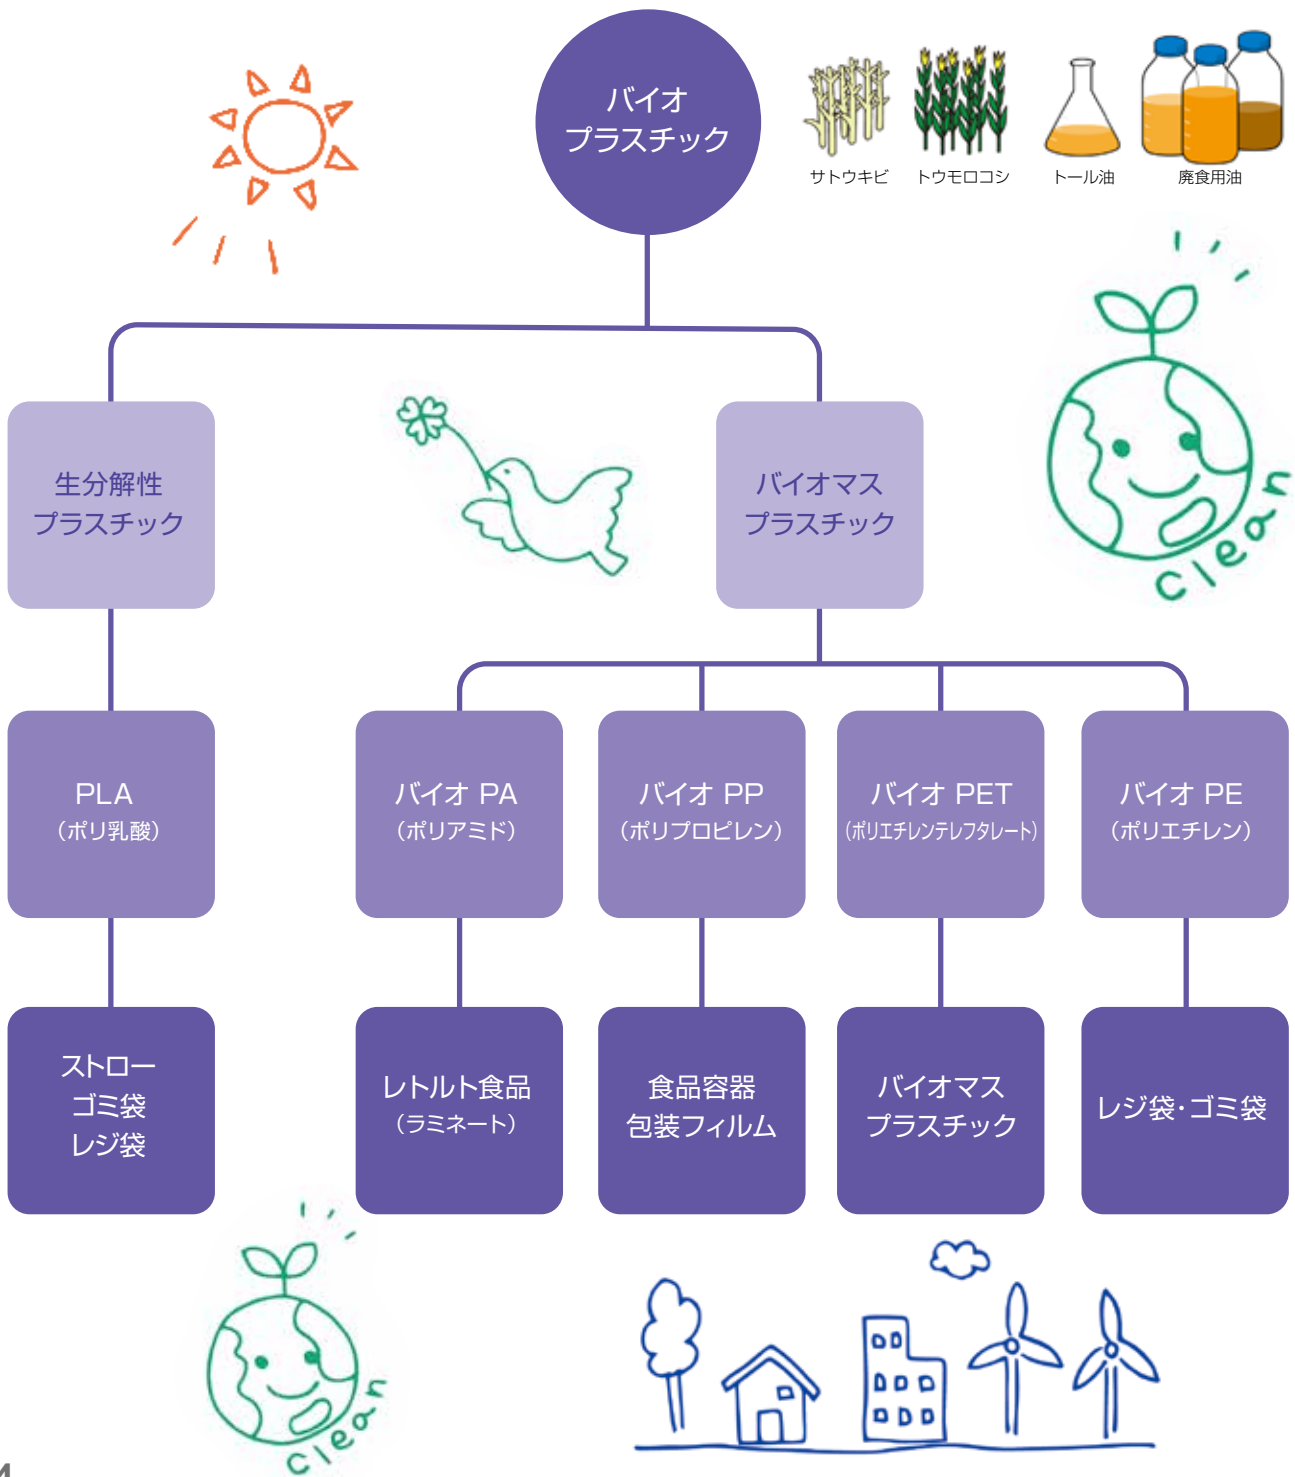 バイオ
プラスチック
サトウキビ
トウモロコシ
トール油
廃食用油
生分解性
プラスチック
バイオマス
プラスチック
clean
PLA
（ポリ乳酸）
バイオ PA
（ポリアミド）
バイオ PP
（ポリプロピレン）
バイオ PET
（ポリエチレンテレフタレート）
バイオ PE
（ポリエチレン）
ストロー
ゴミ袋
レジ袋
レトルト食品
（ラミネート）
食品容器
包装フィルム
バイオマス
プラスチック
レジ袋・ゴミ袋
clean